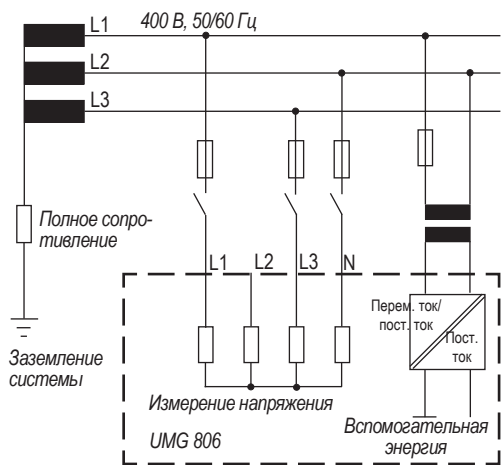 L1
400 В, 50/60 Гц
L2
L3
Полное сопро-
тивление
L1
L2
L3
N
Перем. ток/
пост. ток
Пост.
ток
Заземление
системы
Измерение напряжения
Вспомогательная
энергия
UMG 806